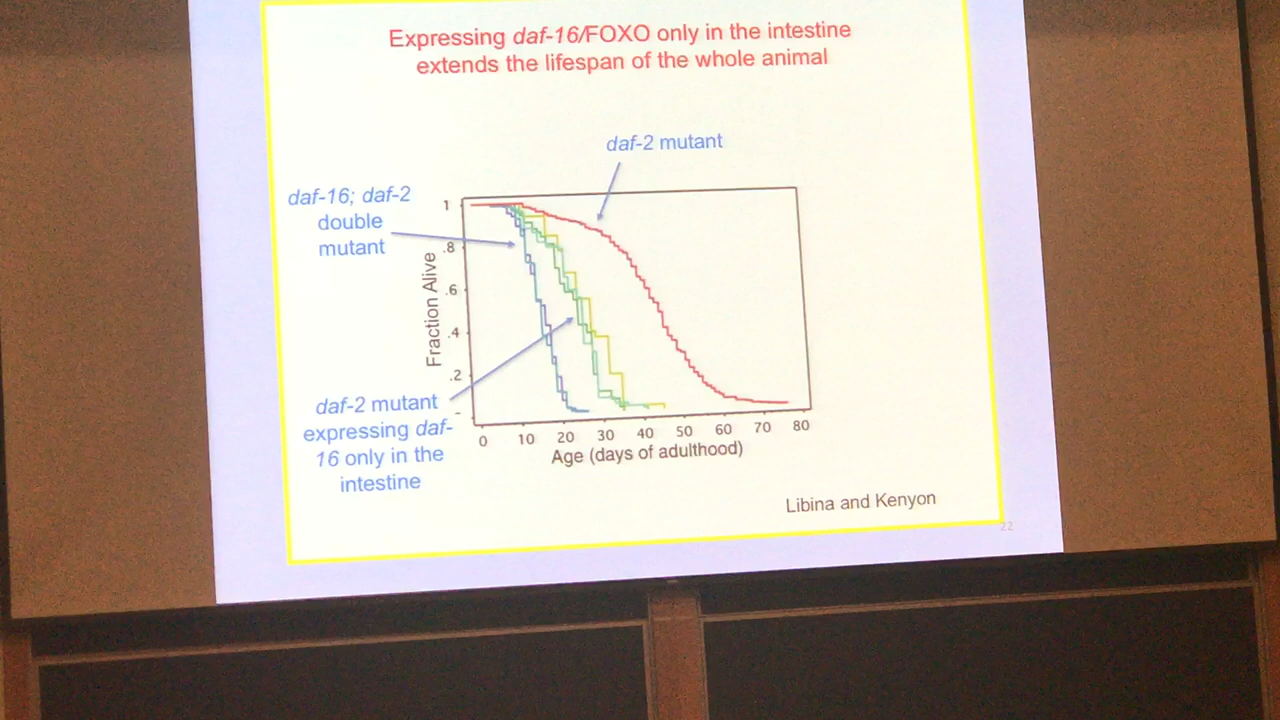 Expressing daf-16/FOXO only in the intestine
extends the lifespan of the whole animal
daf-2 mutant
daf-16; daf-2
double
mutant
1
.8
.6
.4
.2
Fraction Alive
daf-2 mutant
expressing daf-
16 only in the
intestine
0 10 20 30 40 50 60 70 80
Age (days of adulthood)
Libina and Kenyon
22